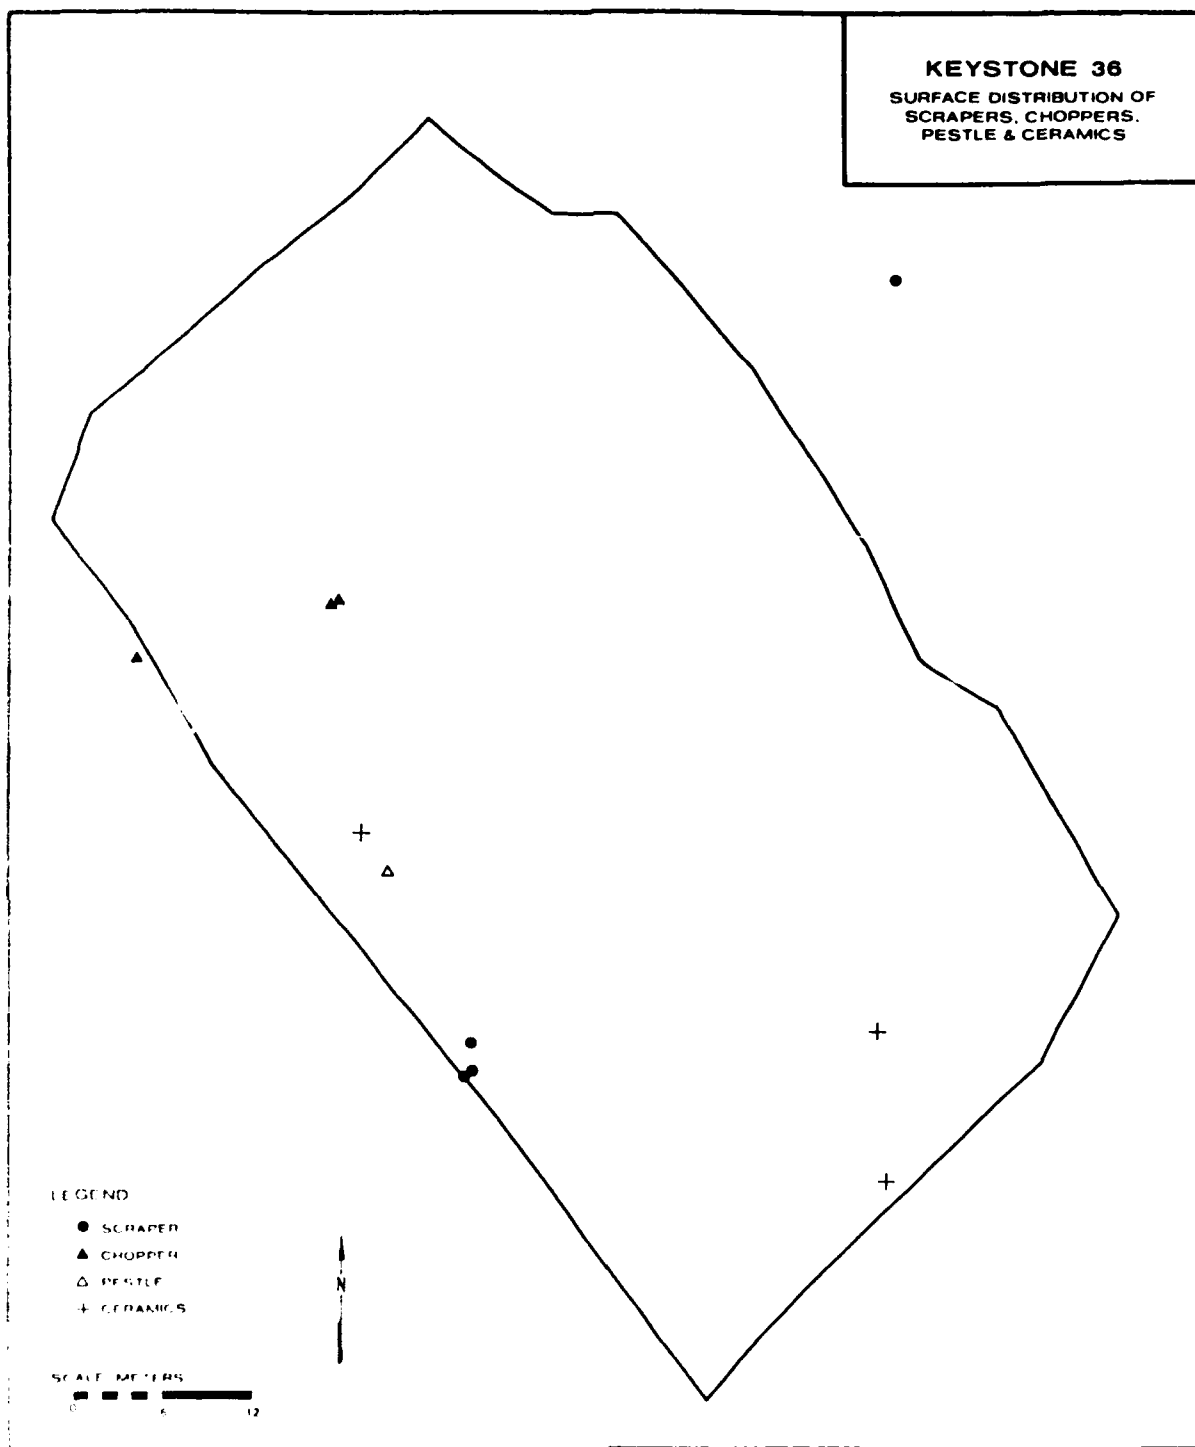 KEYSTONE 36
SURFACE DISTRIBUTION OF
SCRAPERS, CHOPPERS,
PESTLE & CERAMICS
LEGEND
SCRAPER
CHOPPER
PESTLE
CERAMICS
N
SCALE METERS
0 6 12